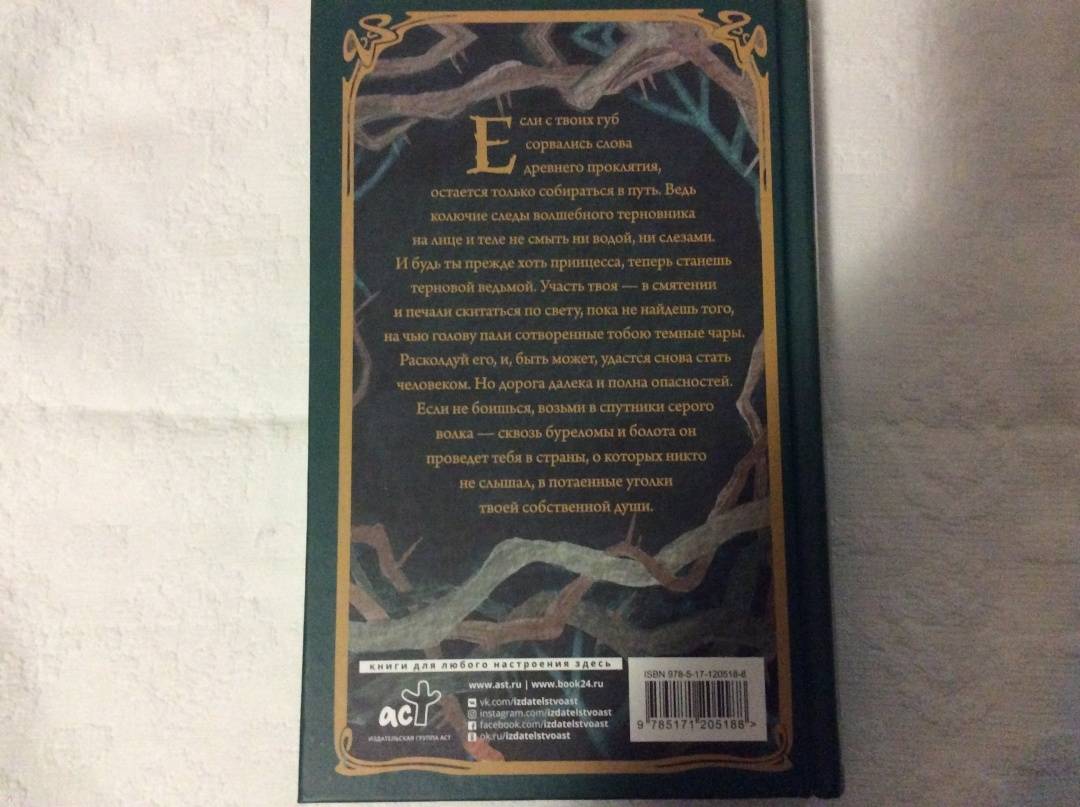 Если с твоих губ
сорвались слова
древнего проклятия,
остается только собираться в путь. Ведь
колючие следы волшебного терновника
на лице и теле не смыть ни водой, ни слезами.
И будь ты прежде хоть принцесса, теперь станешь
терновой ведьмой. Участь твоя — в смятении
и печали скитаться по свету, пока не найдешь того,
на чью голову пали сотворенные тобою темные чары.
Расколдуй его, и, быть может, удастся снова стать
человеком. Но дорога далека и полна опасностей.
Если не боишься, возьми в спутники серого
волка — сквозь буреломы и болота он
проведет тебя в страны, о которых никто
не слышал, в потаенные уголки
твоей собственной души.
книги для любого настроения здесь
www.ast.ru | www.book24.ru
vk.com/izdatelstvoast
instagram.com/izdatelstvoast
facebook.com/izdatelstvoast
ok.ru/izdatelstvoast
аст
ИЗДАТЕЛЬСКАЯ ГРУППА АСТ
ISBN 978-5-17-120518-8
9 785171 205188 >